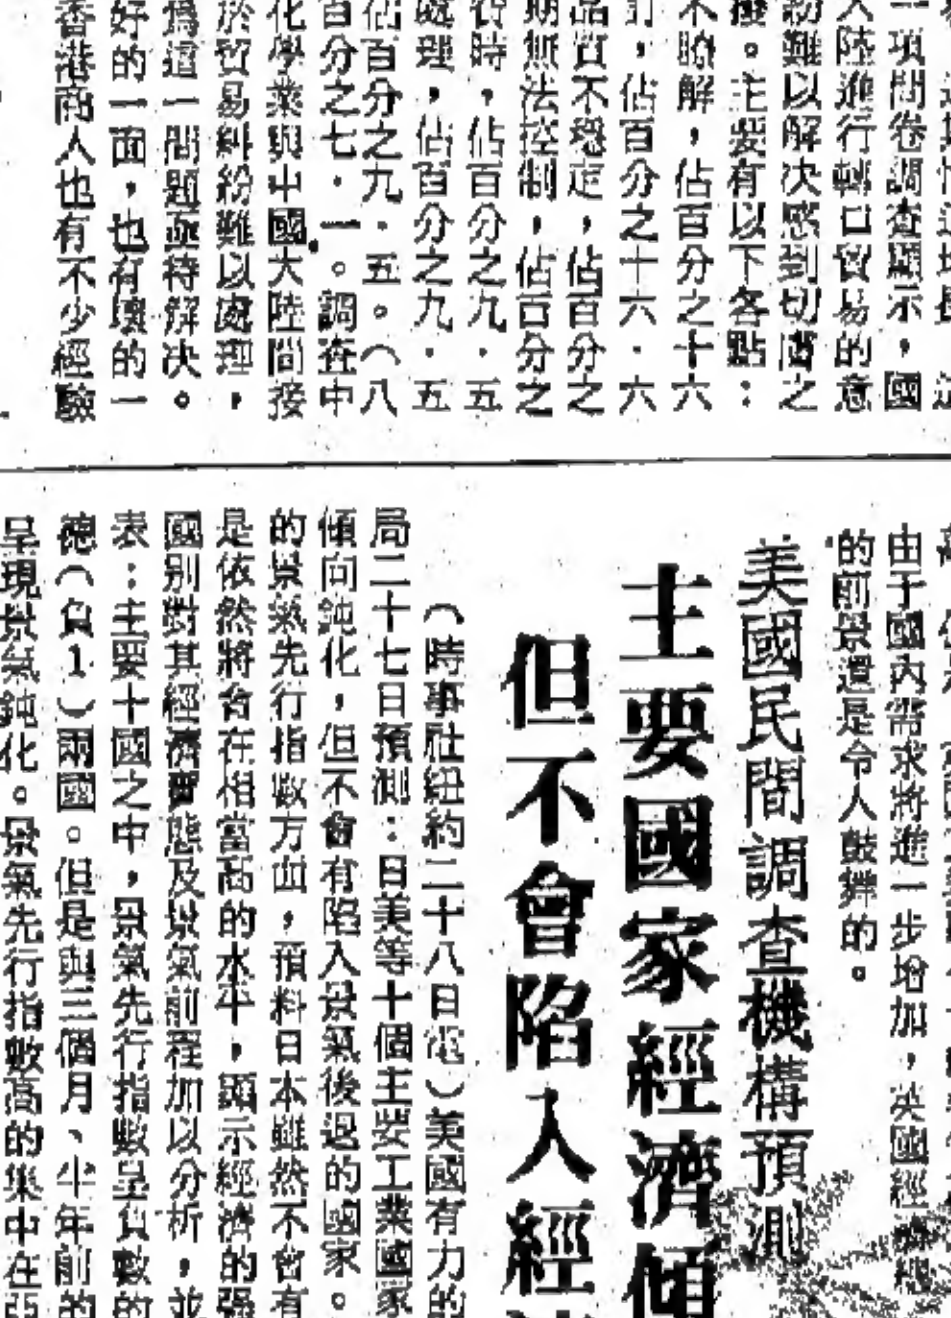 一項問卷調查顯示,國
大陸進行轉口貿易的意
紛難以解決感到切膚之
擾。主要有以下各點:
不瞭解,佔百分之十六
訂,佔百分之十六.六
品質不穩定,佔百分之
期無法控制,佔百分之
時,佔百分之九.五
處理,佔百分之九.五
佔百分之九.五。(八
百分之七.一。調查中
化學業與中國大陸間接
於貿易糾紛難以處理,
為這一問題亟待解決。
好的一面,也有壞的一
香港商人也有不少經驗
由于國內需求將進一步增加,英國經濟
的前景還是令人鼓舞的。
美國民間調查機構預測
主要國家經濟傾
但不會陷入經
(時事社紐約二十八日電)美國有力的
局二十七日預測:日美等十個主要工業國家
傾向鈍化,但不會有陷入景氣後退的國家。
的景氣先行指數方面,預料日本雖然不會有
是依然將會在相當高的水平,顯示經濟的強
國別對其經濟實態及景氣前程加以分析,並
表:主要十國之中,景氣先行指數呈負數的
德(負1)兩國。但是與三個月、半年前的
呈現景氣鈍化。景氣先行指數高的集中在亞